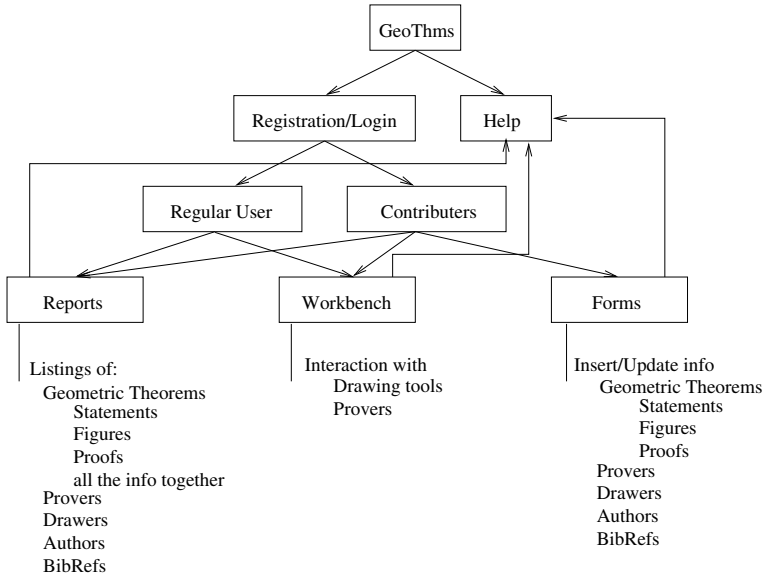 GeoThms
Registration/Login
Help
Regular User
Contributers
Reports
Workbench
Forms
Listings of:
Geometric Theorems
Statements
Figures
Proofs
all the info together
Provers
Drawers
Authors
BibRefs
Interaction with
Drawing tools
Provers
Insert/Update info
Geometric Theorems
Statements
Figures
Proofs
Provers
Drawers
Authors
BibRefs